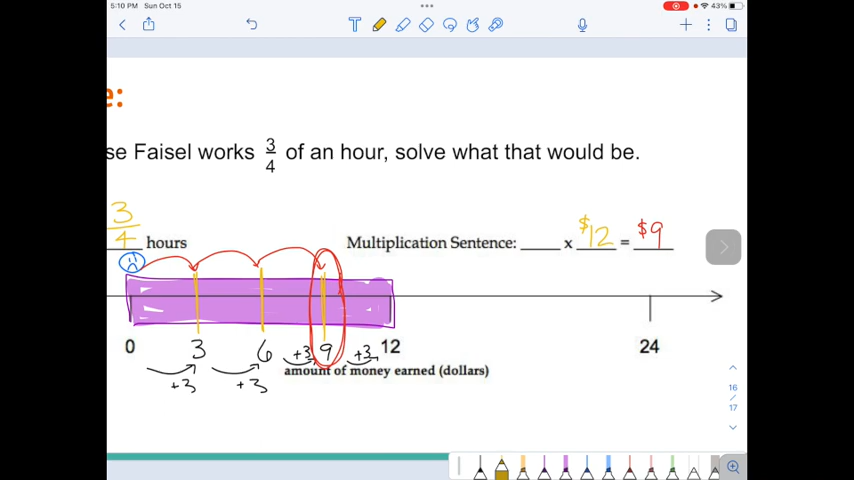 5:10 PM Sun Oct 15
43%
e:
se Faisel works 3/4 of an hour, solve what that would be.
3/4 hours
Multiplication Sentence: ____ x $12 = $9
0 3 6 +3 9 +3 12 24
+3 +3
amount of money earned (dollars)
16
/
17